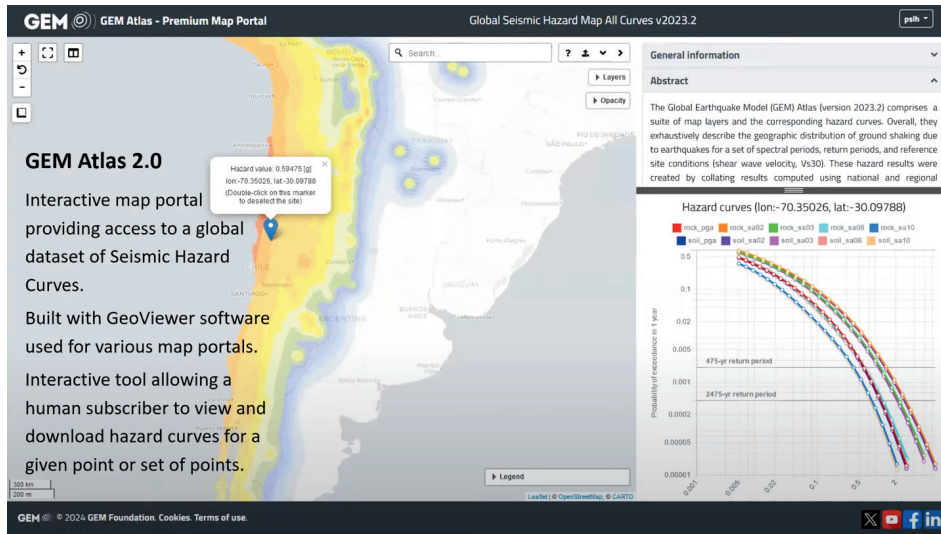 GEM GEM Atlas - Premium Map Portal
Global Seismic Hazard Map All Curves v2023.2
pslh
Search...
?
Layers
Opacity
General information
Abstract
The Global Earthquake Model (GEM) Atlas (version 2023.2) comprises a
suite of map layers and the corresponding hazard curves. Overall, they
exhaustively describe the geographic distribution of ground shaking due
to earthquakes for a set of spectral periods, return periods, and reference
site conditions (shear wave velocity, Vs30). These hazard results were
created by collating results computed using national and regional
BOLIVIA
Tacna
Iquique
Antofagasta
PARAGUAY
RIO DE JANEIRO
SÃO PAULO
URUGUAY
BUENOS
AIRES
Montevideo
CHILE
SANTIAGO
ARGENTINA
Hazard value: 0.59475 [g]
lon:-70.35026, lat:-30.09788
(Double-click on this marker
to deselect the site)
GEM Atlas 2.0
Interactive map portal
providing access to a global
dataset of Seismic Hazard
Curves.
Built with GeoViewer software
used for various map portals.
Interactive tool allowing a
human subscriber to view and
download hazard curves for a
given point or set of points.
300 km
200 mi
Legend
Leaflet | © OpenStreetMap, © CARTO
Hazard curves (lon:-70.35026, lat:-30.09788)
rock_pga rock_sa02 rock_sa03 rock_sa06 rock_sa10
soil_pga soil_sa02 soil_sa03 soil_sa06 soil_sa10
Probability of exceedance in 1 year
0.5
0.1
0.02
0.005
475-yr return period
0.001
2475-yr return period
0.0002
0.00005
0.00001
0.001 0.005 0.02 0.1 0.5 2
GEM © 2024 GEM Foundation. Cookies. Terms of use.